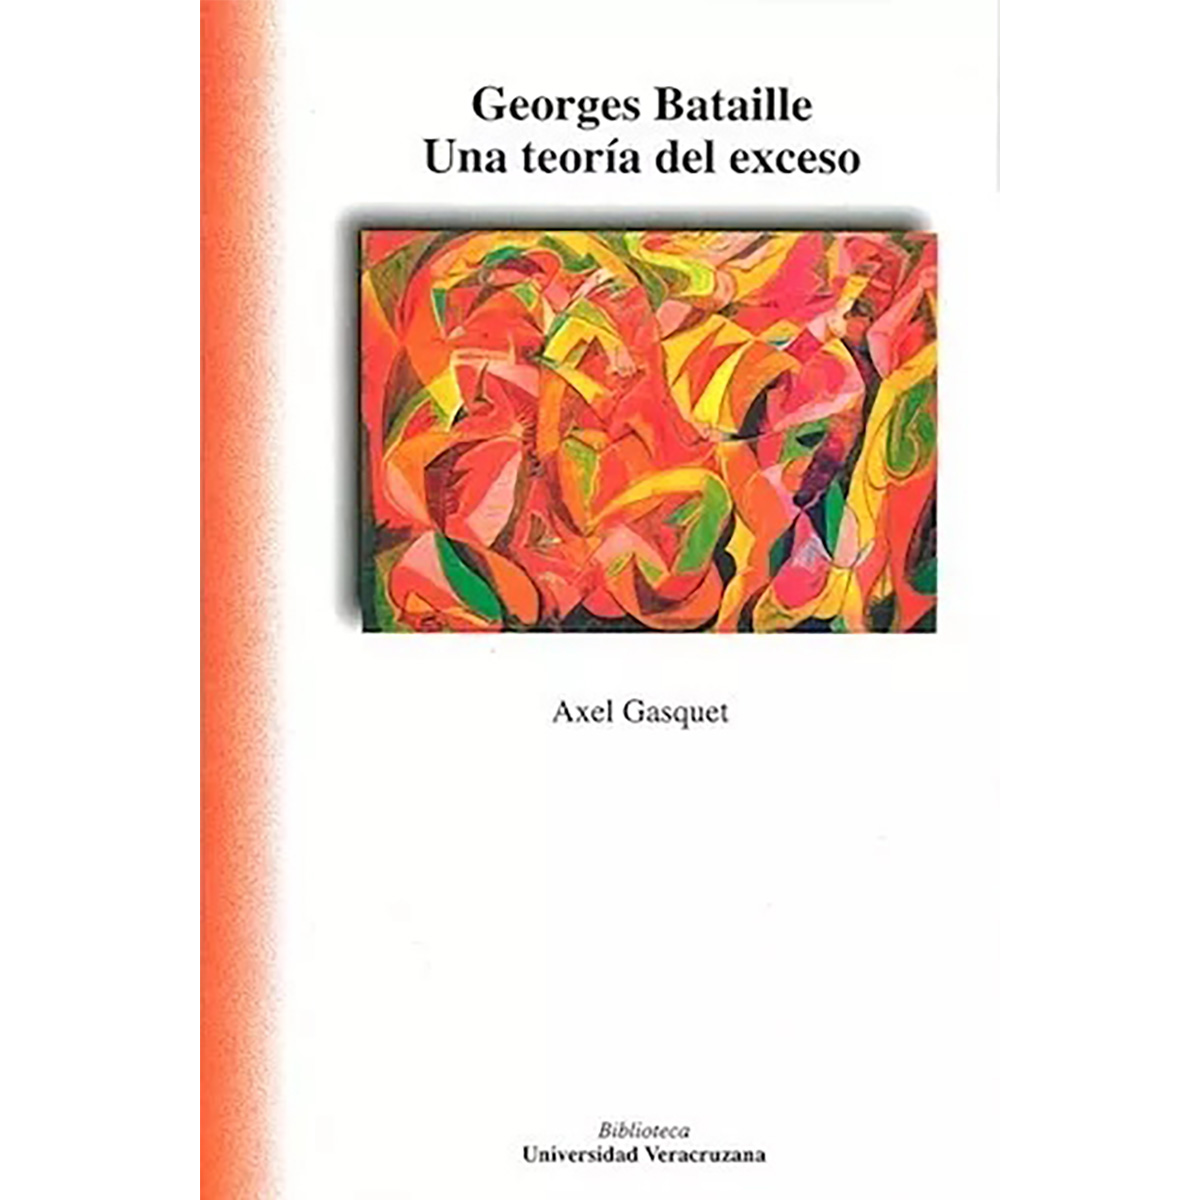 Georges Bataille
Una teoría del exceso
Axel Gasquet
Biblioteca
Universidad Veracruzana